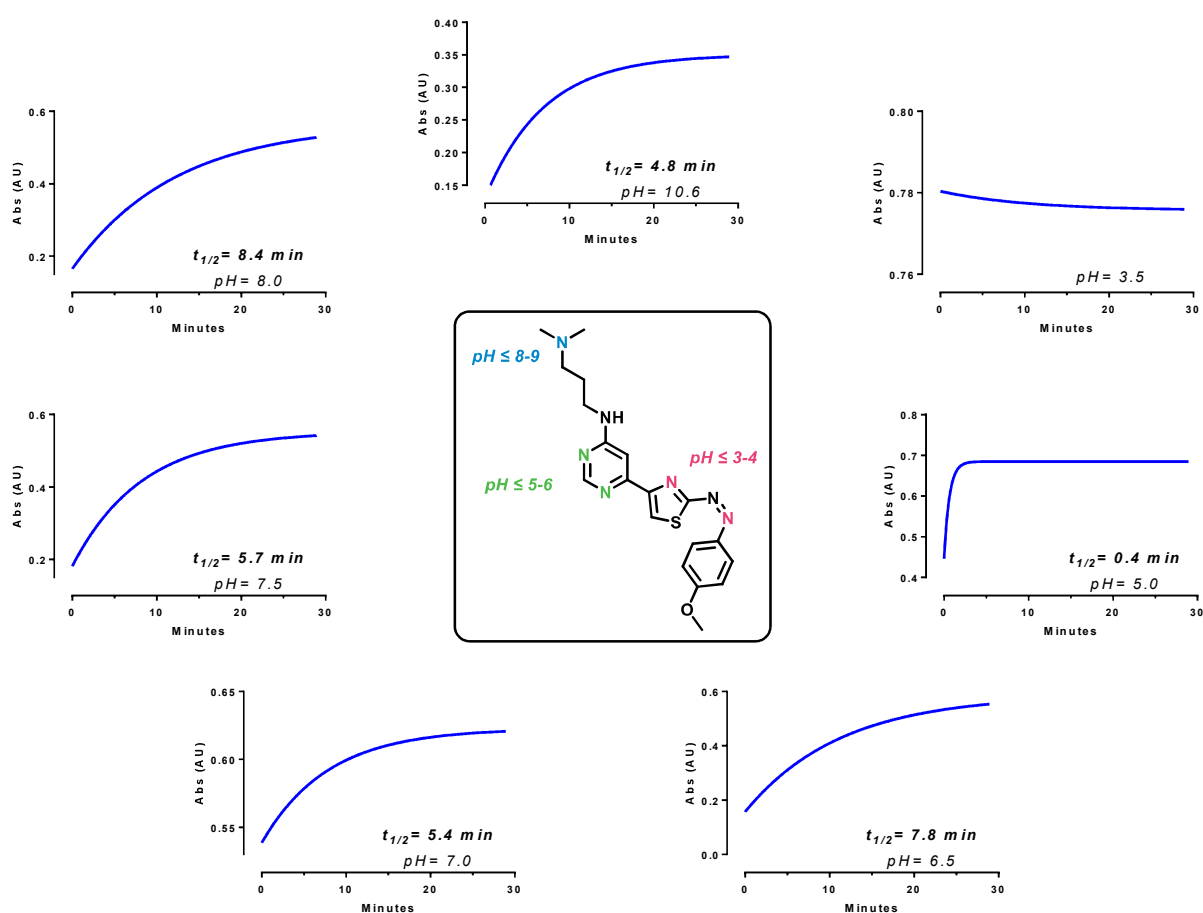 0.40
0.35
0.30
0.25
0.20
0.15
Abs (AU)
t1/2= 4.8 min
pH= 10.6
0 10 20 30
Minutes
0.6
0.4
0.2
Abs (AU)
t1/2= 8.4 min
pH= 8.0
0 10 20 30
Minutes
0.80
0.78
0.76
Abs (AU)
pH= 3.5
0 10 20 30
Minutes
N
pH ≤ 8-9
NH
N
N
pH ≤ 5-6
pH ≤ 3-4
N
S
N
N
O
0.6
0.4
0.2
Abs (AU)
t1/2= 5.7 min
pH= 7.5
0 10 20 30
Minutes
0.8
0.7
0.6
0.5
0.4
Abs (AU)
t1/2= 0.4 min
pH= 5.0
0 10 20 30
Minutes
0.65
0.60
0.55
Abs (AU)
t1/2= 5.4 min
pH= 7.0
0 10 20 30
Minutes
0.6
0.4
0.2
0.0
Abs (AU)
t1/2= 7.8 min
pH= 6.5
0 10 20 30
Minutes